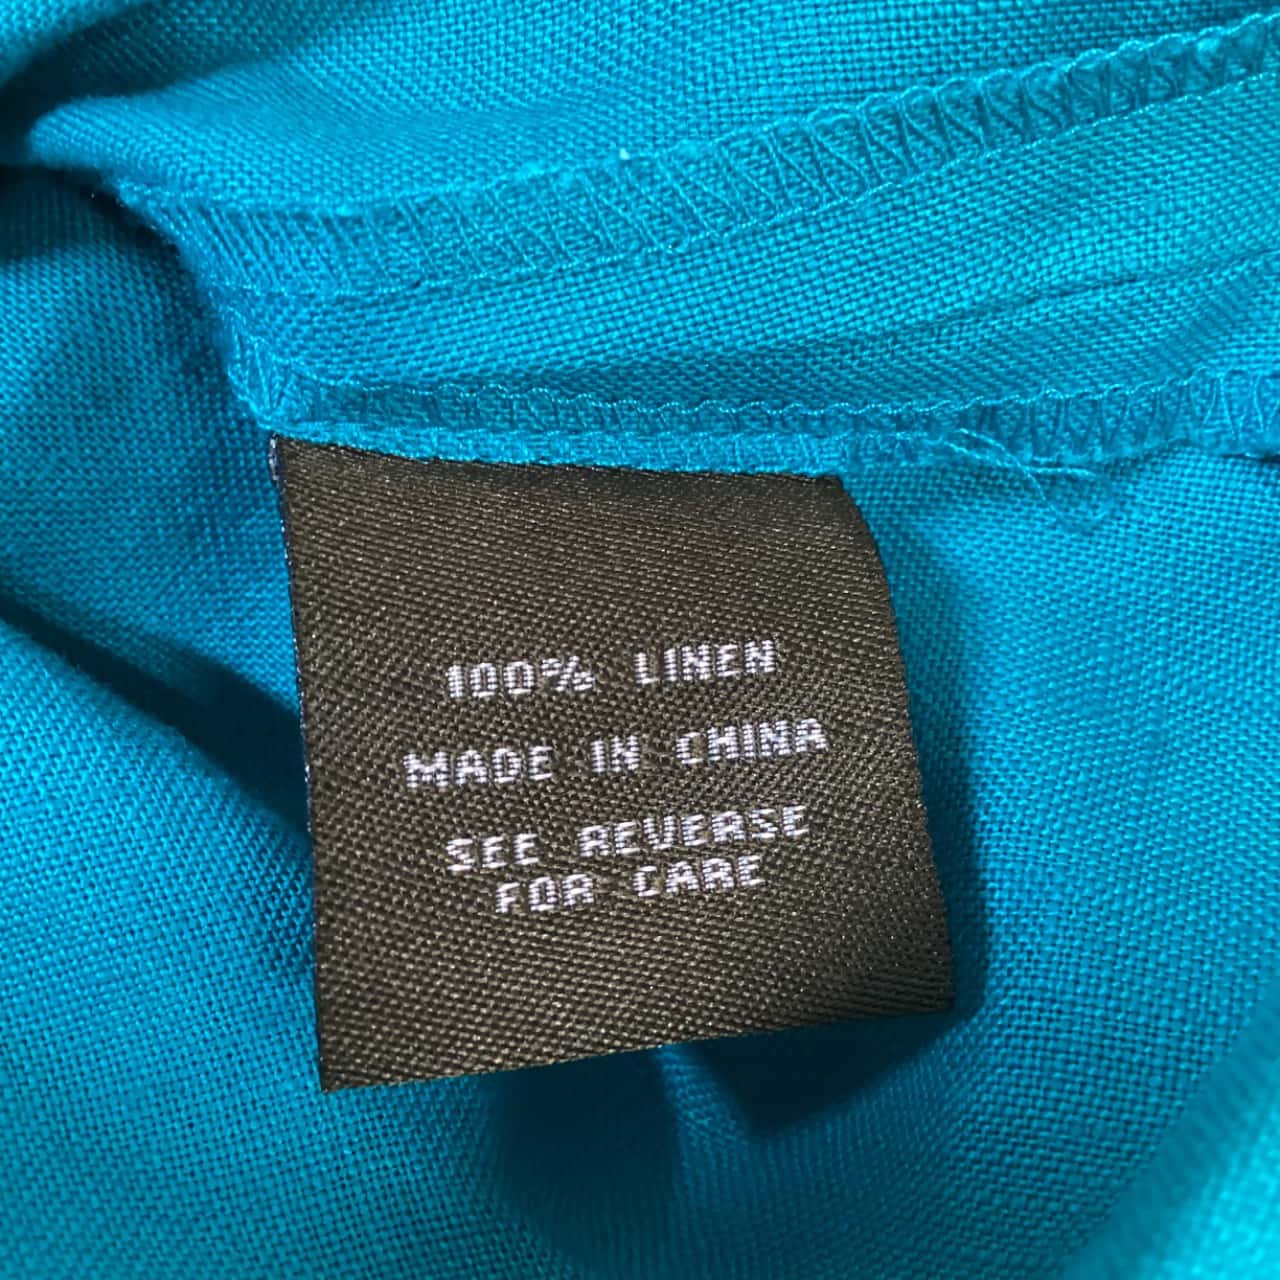 100% LINEN
MADE IN CHINA
SEE REVERSE
FOR CARE